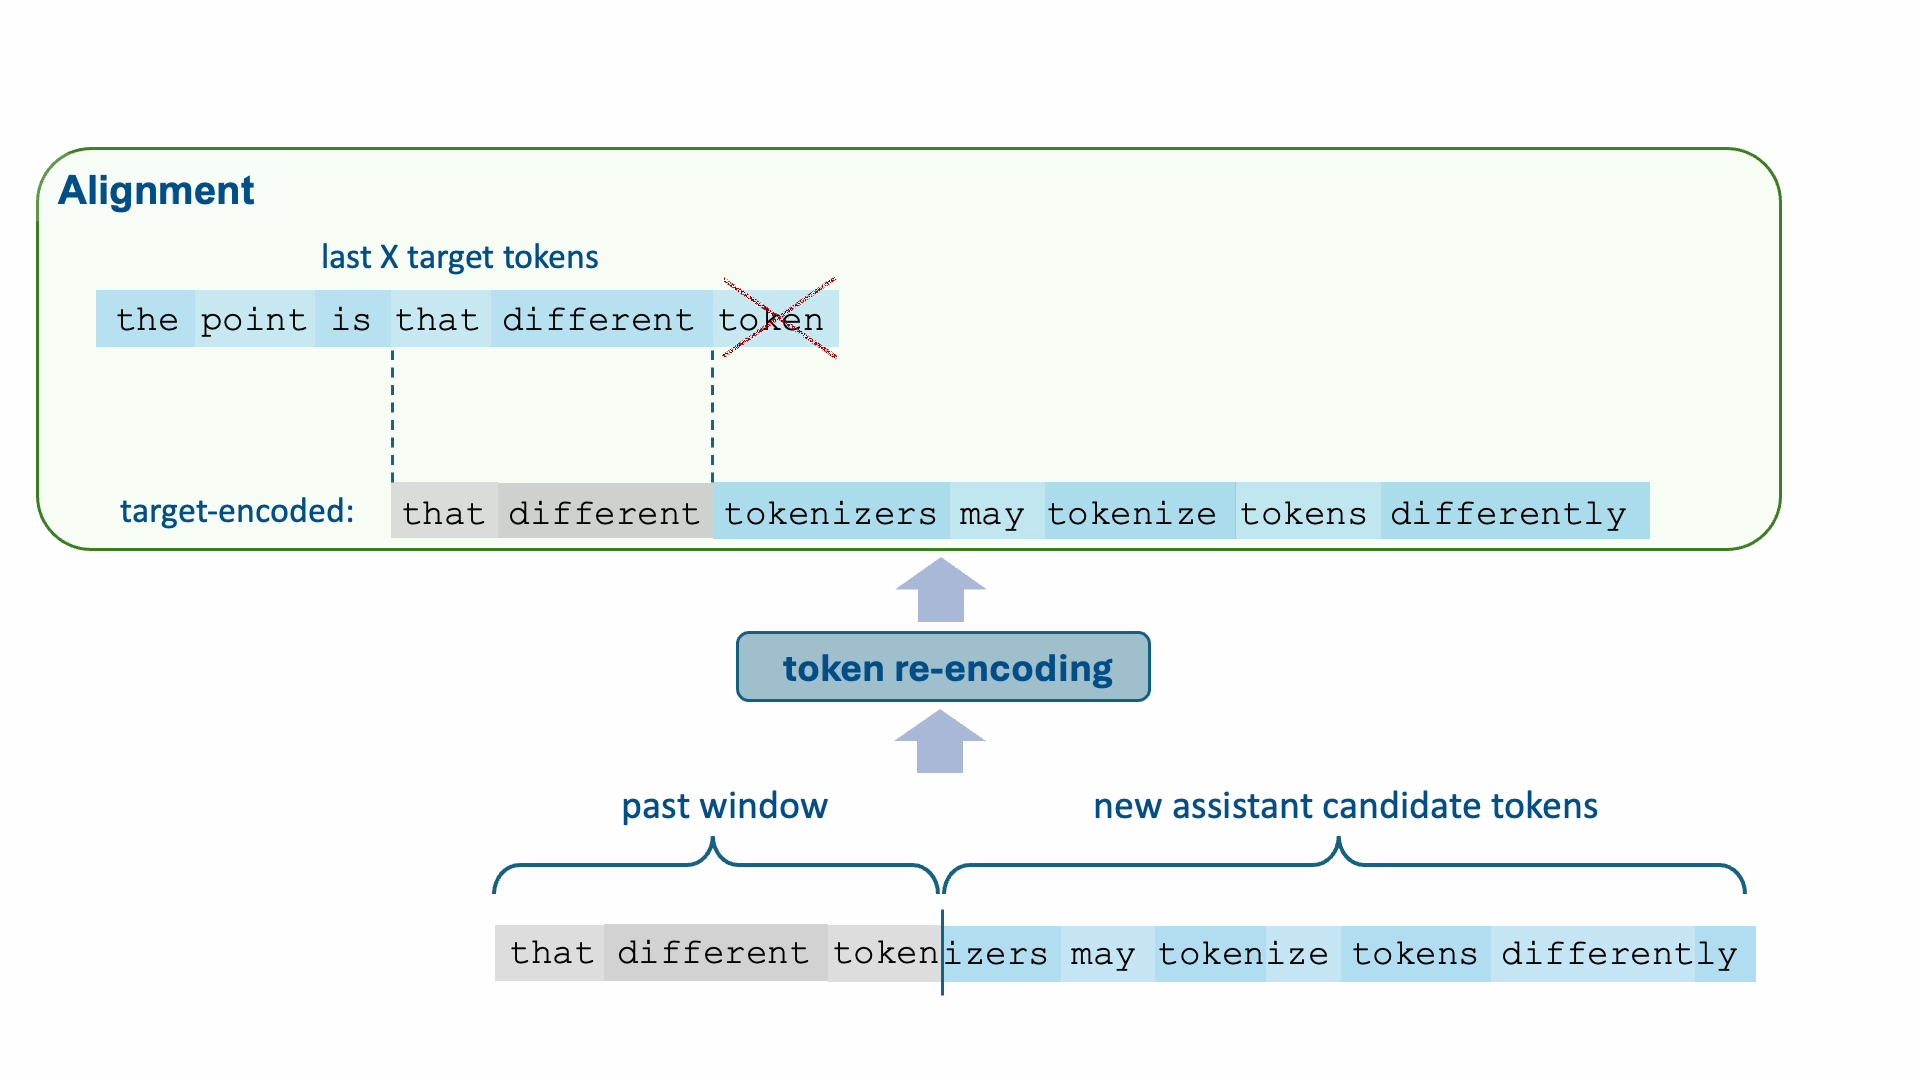 Alignment
last X target tokens
the point is that different token
target-encoded: that different tokenizers may tokenize tokens differently
token re-encoding
past window new assistant candidate tokens
that different tokenizers may tokenize tokens differently